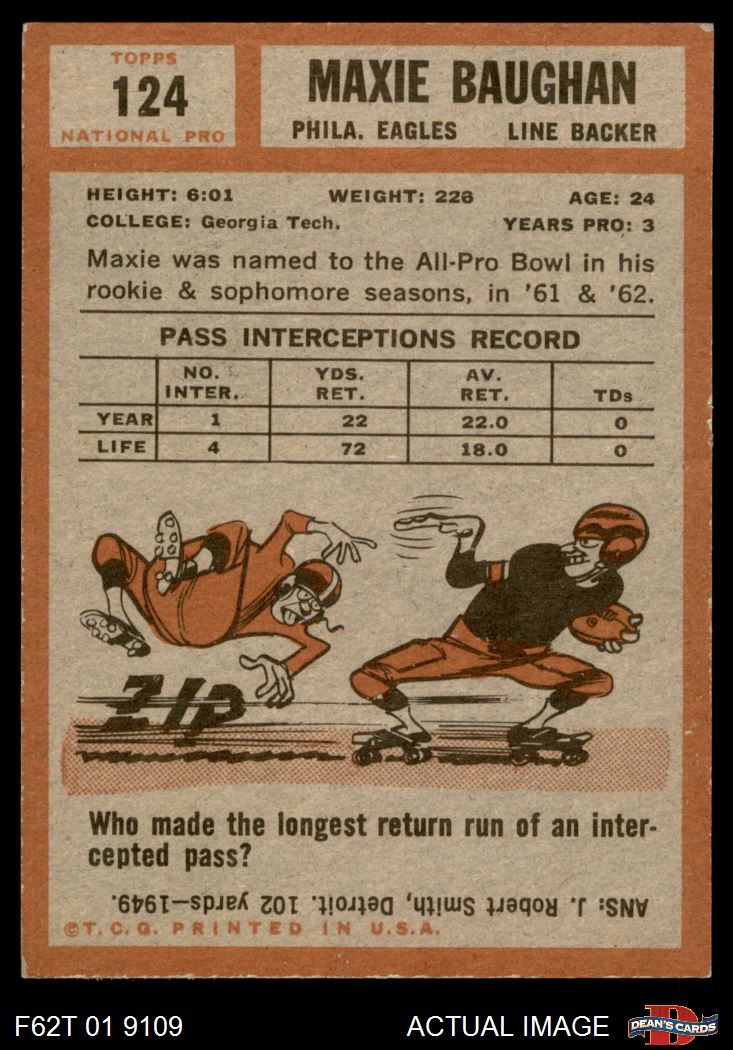 TOPPS
124
NATIONAL PRO
MAXIE BAUGHAN
PHILA. EAGLES LINE BACKER
HEIGHT: 6:01 WEIGHT: 226 AGE: 24
COLLEGE: Georgia Tech. YEARS PRO: 3
Maxie was named to the All-Pro Bowl in his
rookie & sophomore seasons, in '61 & '62.
PASS INTERCEPTIONS RECORD
NO. INTER. YDS. RET. AV. RET. TDs
YEAR 1 22 22.0 0
LIFE 4 72 18.0 0
ZIP
Who made the longest return run of an inter-
cepted pass?
ANS: J. Robert Smith, Detroit. 102 yards—1949.
©T.C.G. PRINTED IN U.S.A.
F62T 01 9109 ACTUAL IMAGE D DEAN'S CARDS